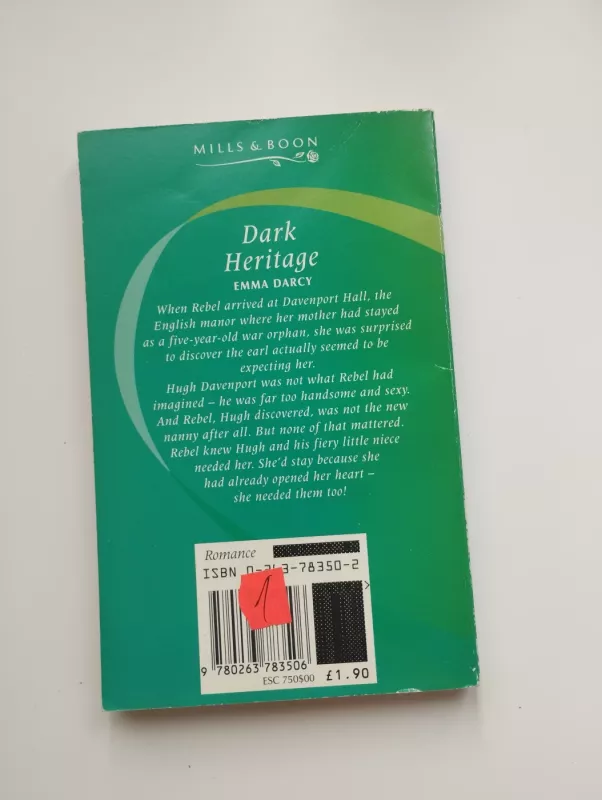 MILLS & BOON
Dark
Heritage
EMMA DARCY
When Rebel arrived at Davenport Hall, the
English manor where her mother had stayed
as a five-year-old war orphan, she was surprised
to discover the earl actually seemed to be
expecting her.
Hugh Davenport was not what Rebel had
imagined – he was far too handsome and sexy.
And Rebel, Hugh discovered, was not the new
nanny after all. But none of that mattered.
Rebel knew Hugh and his fiery little niece
needed her. She'd stay because she
had already opened her heart –
she needed them too!
Romance
ISBN 0-263-78350-2
1
>
9 780263 783506
ESC 750$00
£1.90